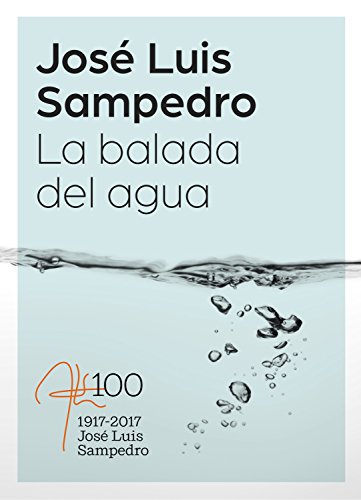 José Luis
Sampedro
La balada
del agua
100
1917-2017
José Luis
Sampedro